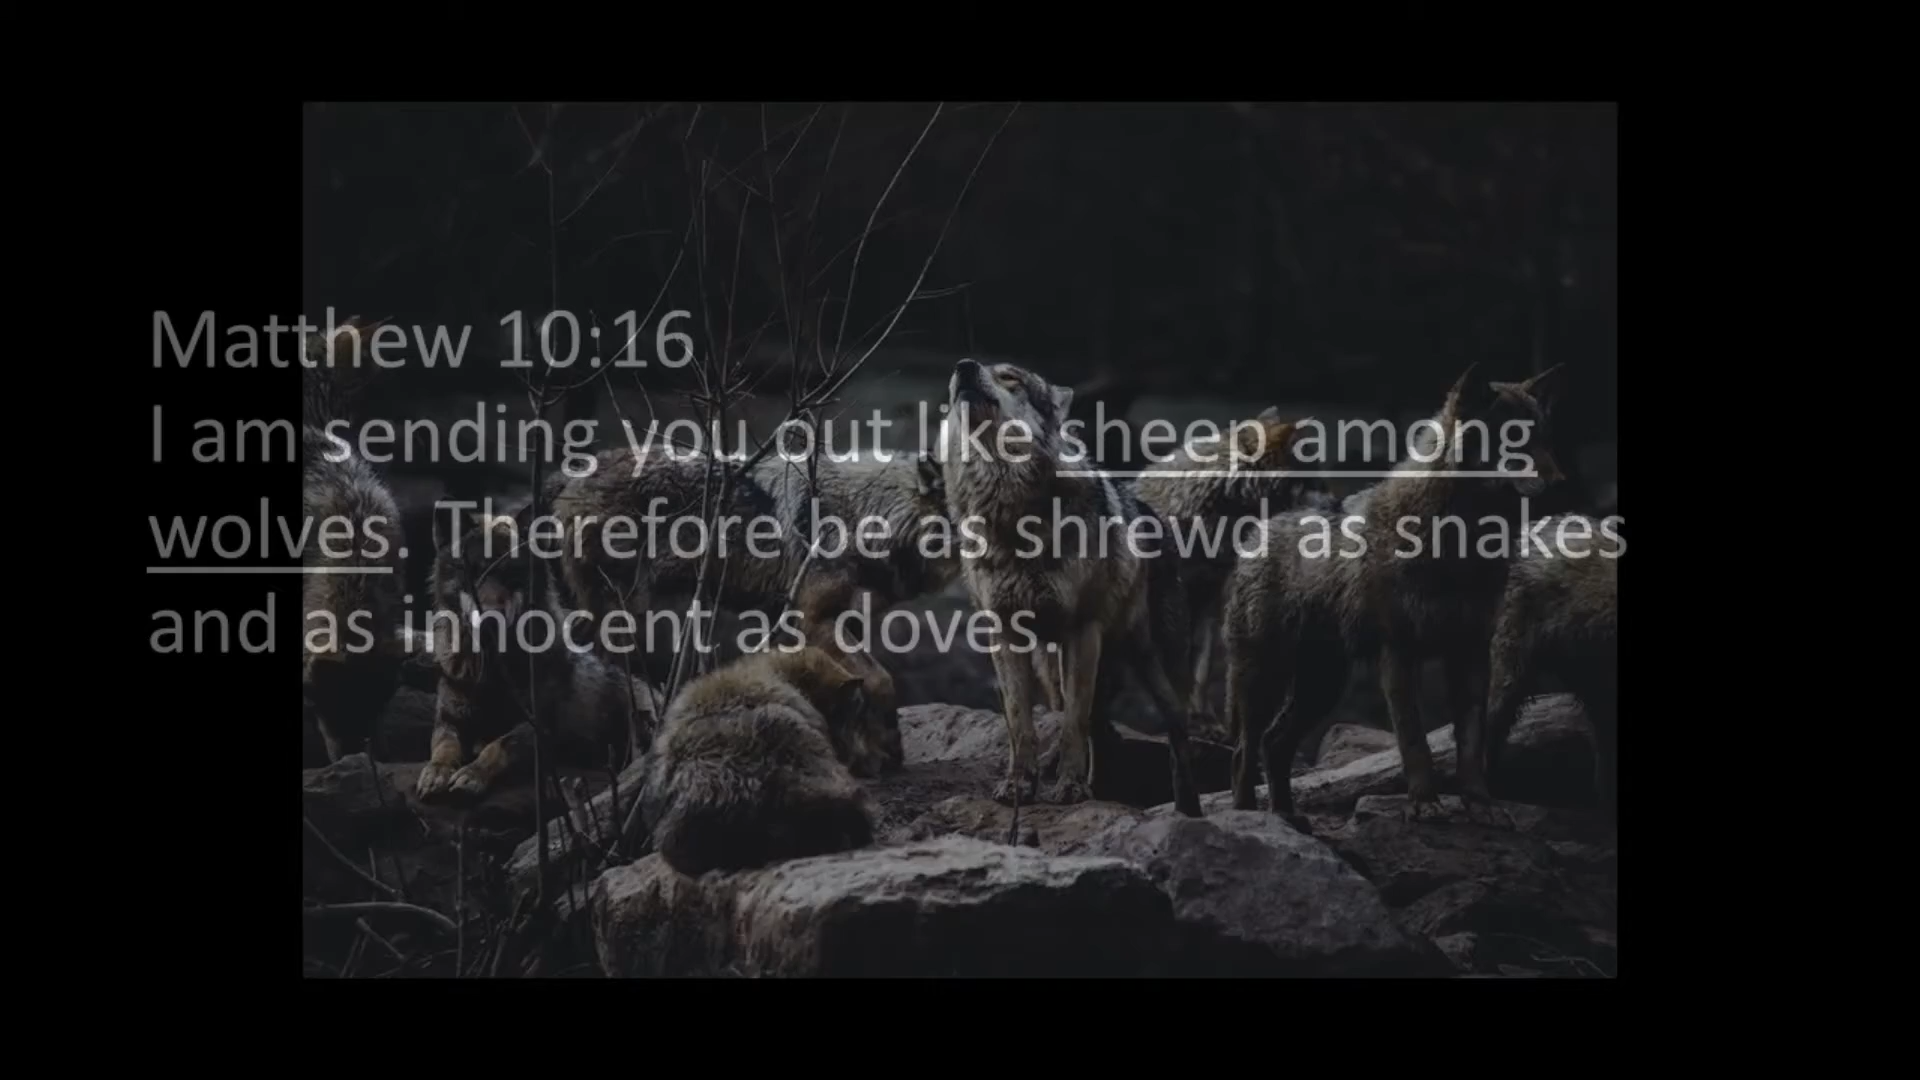 Matthew 10:16
I am sending you out like sheep among
wolves. Therefore be as shrewd as snakes
and as innocent as doves.